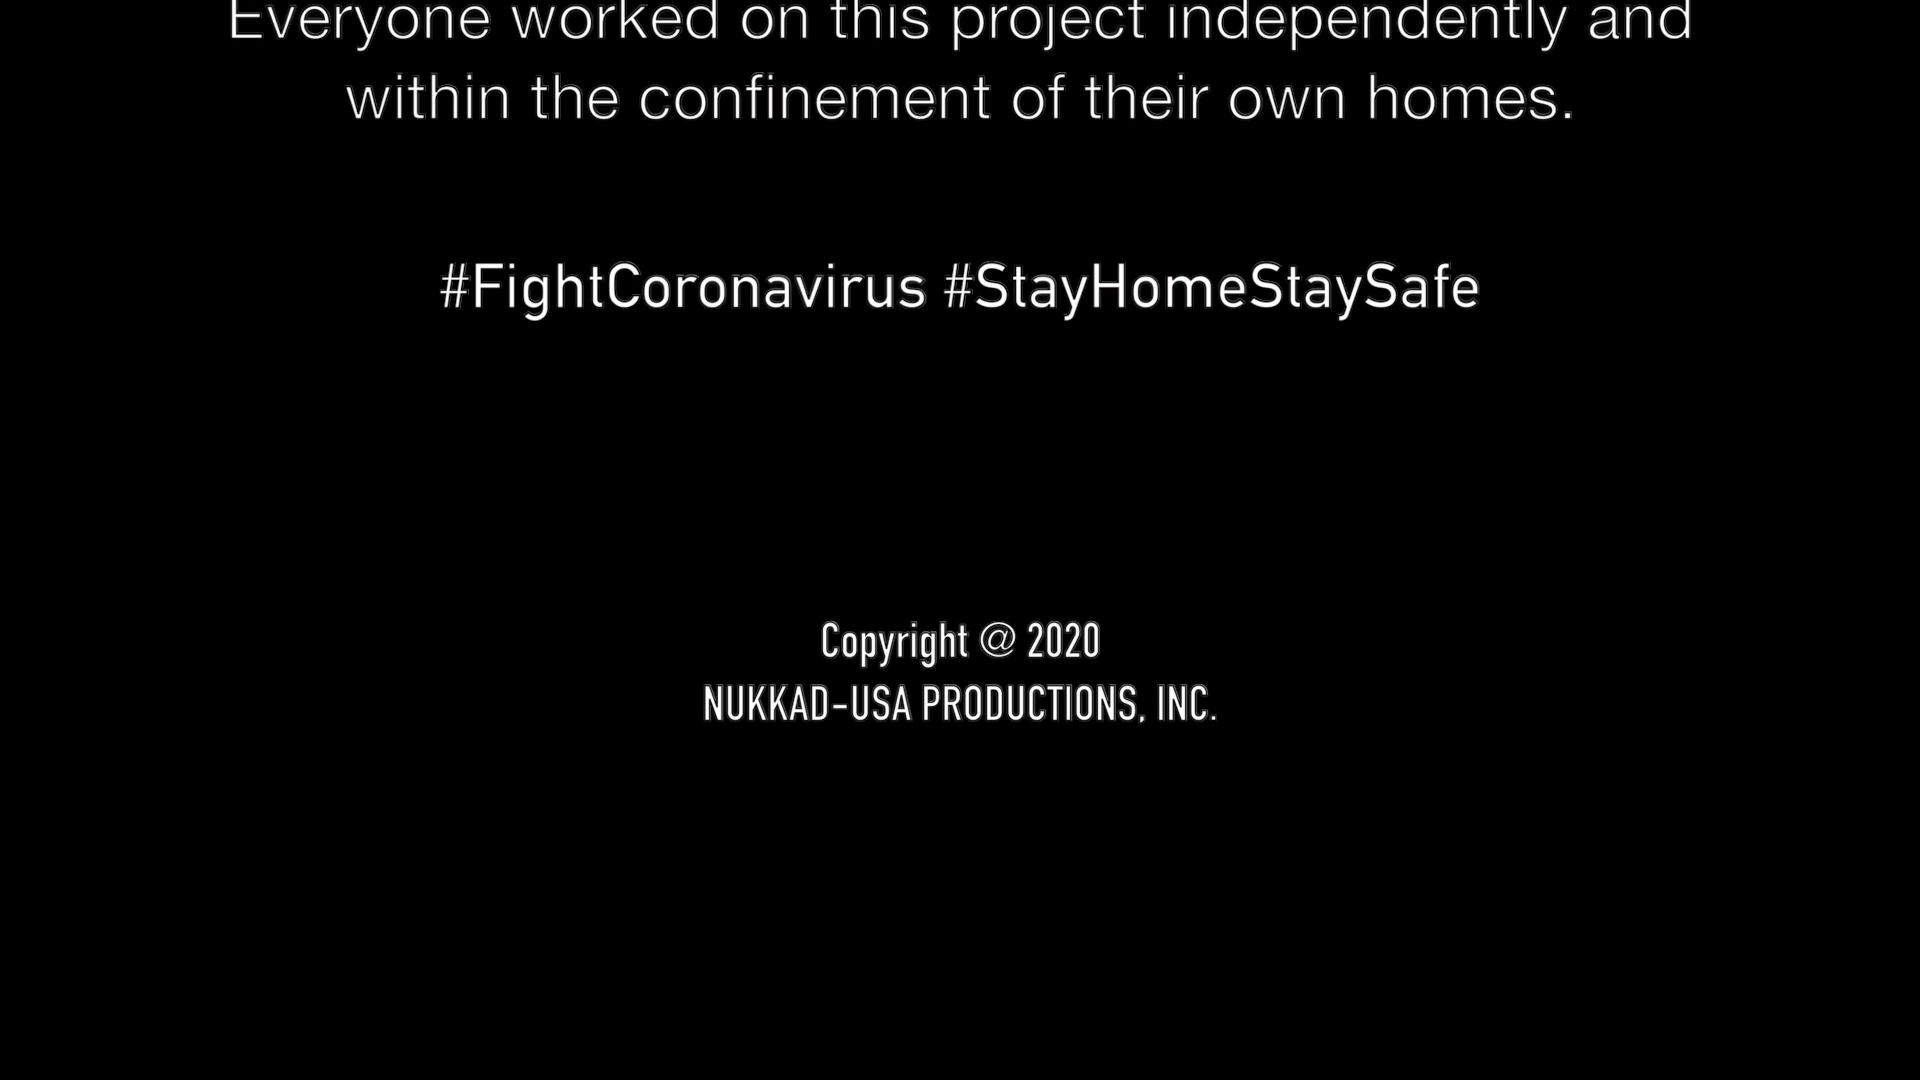 Everyone worked on this project independently and
within the confinement of their own homes.
#FightCoronavirus #StayHomeStaySafe
Copyright @ 2020
NUKKAD-USA PRODUCTIONS, INC.